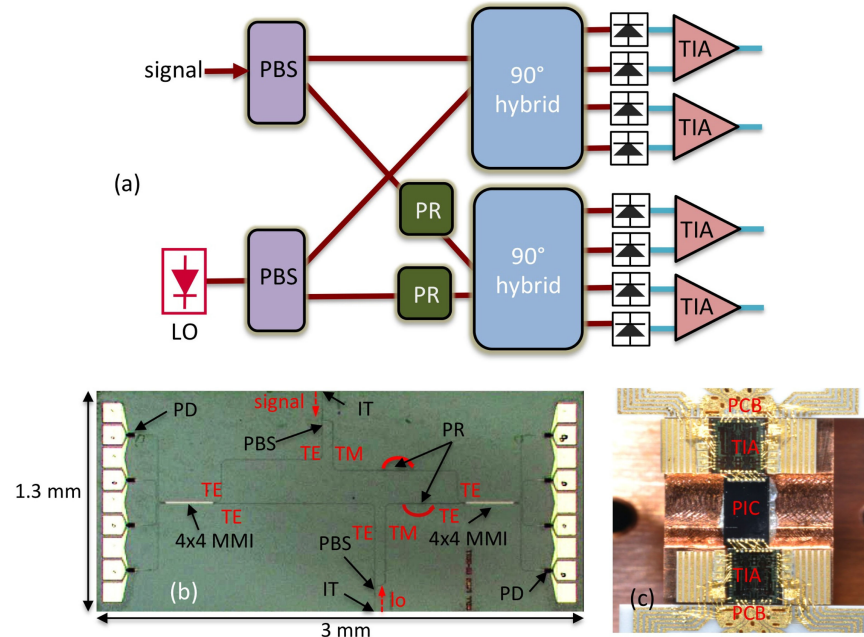 signal
PBS
90°
hybrid
TIA
TIA
(a)
PR
LO
PBS
PR
90°
hybrid
TIA
TIA
PD
signal
IT
PBS
TE
TM
PR
1.3 mm
TE
TE
4x4 MMI
TE
TM
TE
TE
4x4 MMI
PBS
IT
lo
PD
(b)
3 mm
PCB
TIA
PIC
TIA
PCB
(c)